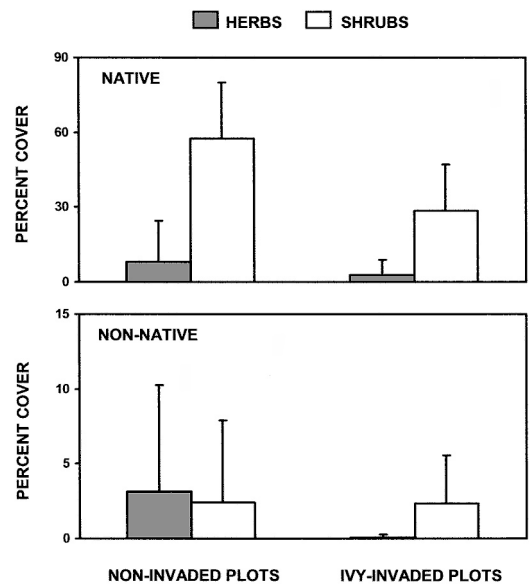 HERBS SHRUBS
NATIVE
PERCENT COVER
90
60
30
0
NON-NATIVE
PERCENT COVER
15
10
5
0
NON-INVADED PLOTS IVY-INVADED PLOTS